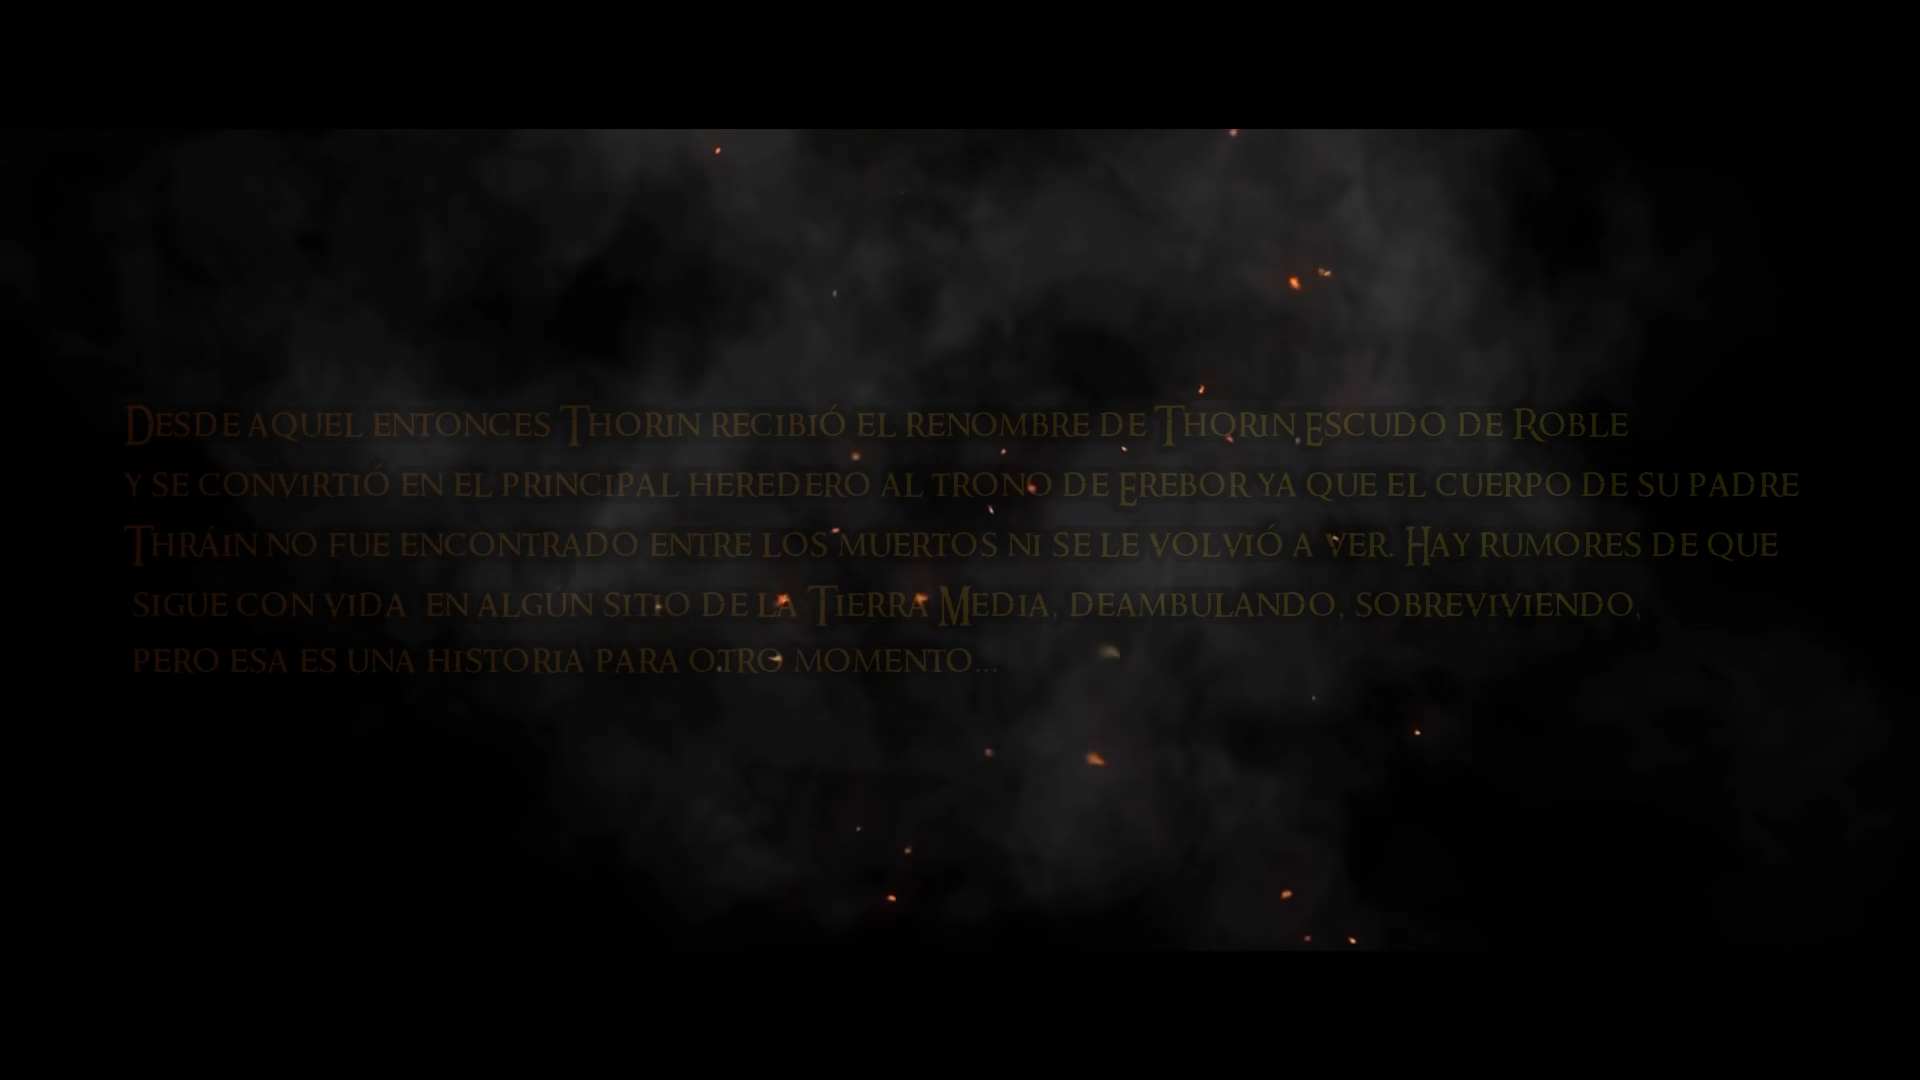 Desde aquel entonces Thorin recibió el renombre de Thorin Escudo de Roble
y se convirtió en el principal heredero al trono de Erebor ya que el cuerpo de su padre
Thráin no fue encontrado entre los muertos ni se le volvió a ver. Hay rumores de que
sigue con vida en algún sitio de la Tierra Media, deambulando, sobreviviendo,
pero esa es una historia para otro momento...